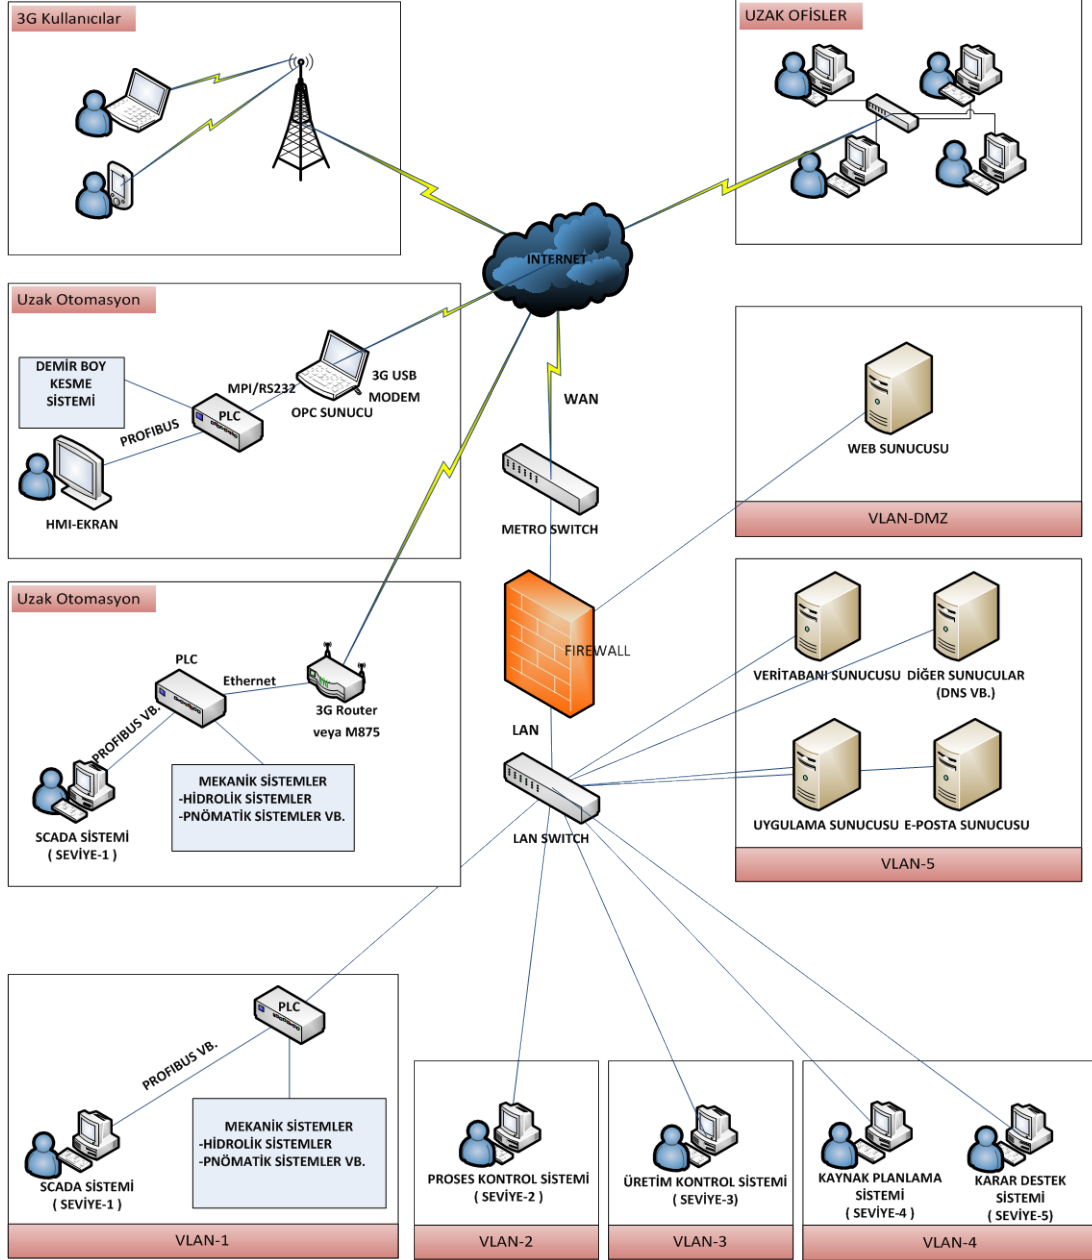 3G Kullanıcılar
UZAK OFİSLER
INTERNET
Uzak Otomasyon
DEMİR BOY
KESME
SİSTEMİ
PROFIBUS
PLC
MPI/RS232
OPC SUNUCU
3G USB
MODEM
HMI-EKRAN
WAN
METRO SWITCH
WEB SUNUCUSU
VLAN-DMZ
Uzak Otomasyon
PLC
Ethernet
PROFIBUS VB.
3G Router
veya M875
MEKANİK SİSTEMLER
-HİDROLİK SİSTEMLER
-PNÖMATİK SİSTEMLER VB.
SCADA SİSTEMİ
( SEVİYE-1 )
FIREWALL
LAN
LAN SWITCH
VERİTABANI SUNUCUSU
DİĞER SUNUCULAR
(DNS VB.)
UYGULAMA SUNUCUSU
E-POSTA SUNUCUSU
VLAN-5
PLC
PROFIBUS VB.
MEKANİK SİSTEMLER
-HİDROLİK SİSTEMLER
-PNÖMATİK SİSTEMLER VB.
SCADA SİSTEMİ
( SEVİYE-1 )
VLAN-1
PROSES KONTROL SİSTEMİ
( SEVİYE-2 )
VLAN-2
ÜRETİM KONTROL SİSTEMİ
( SEVİYE-3)
VLAN-3
KAYNAK PLANLAMA
SİSTEMİ
( SEVİYE-4 )
KARAR DESTEK
SİSTEMİ
( SEVİYE-5)
VLAN-4